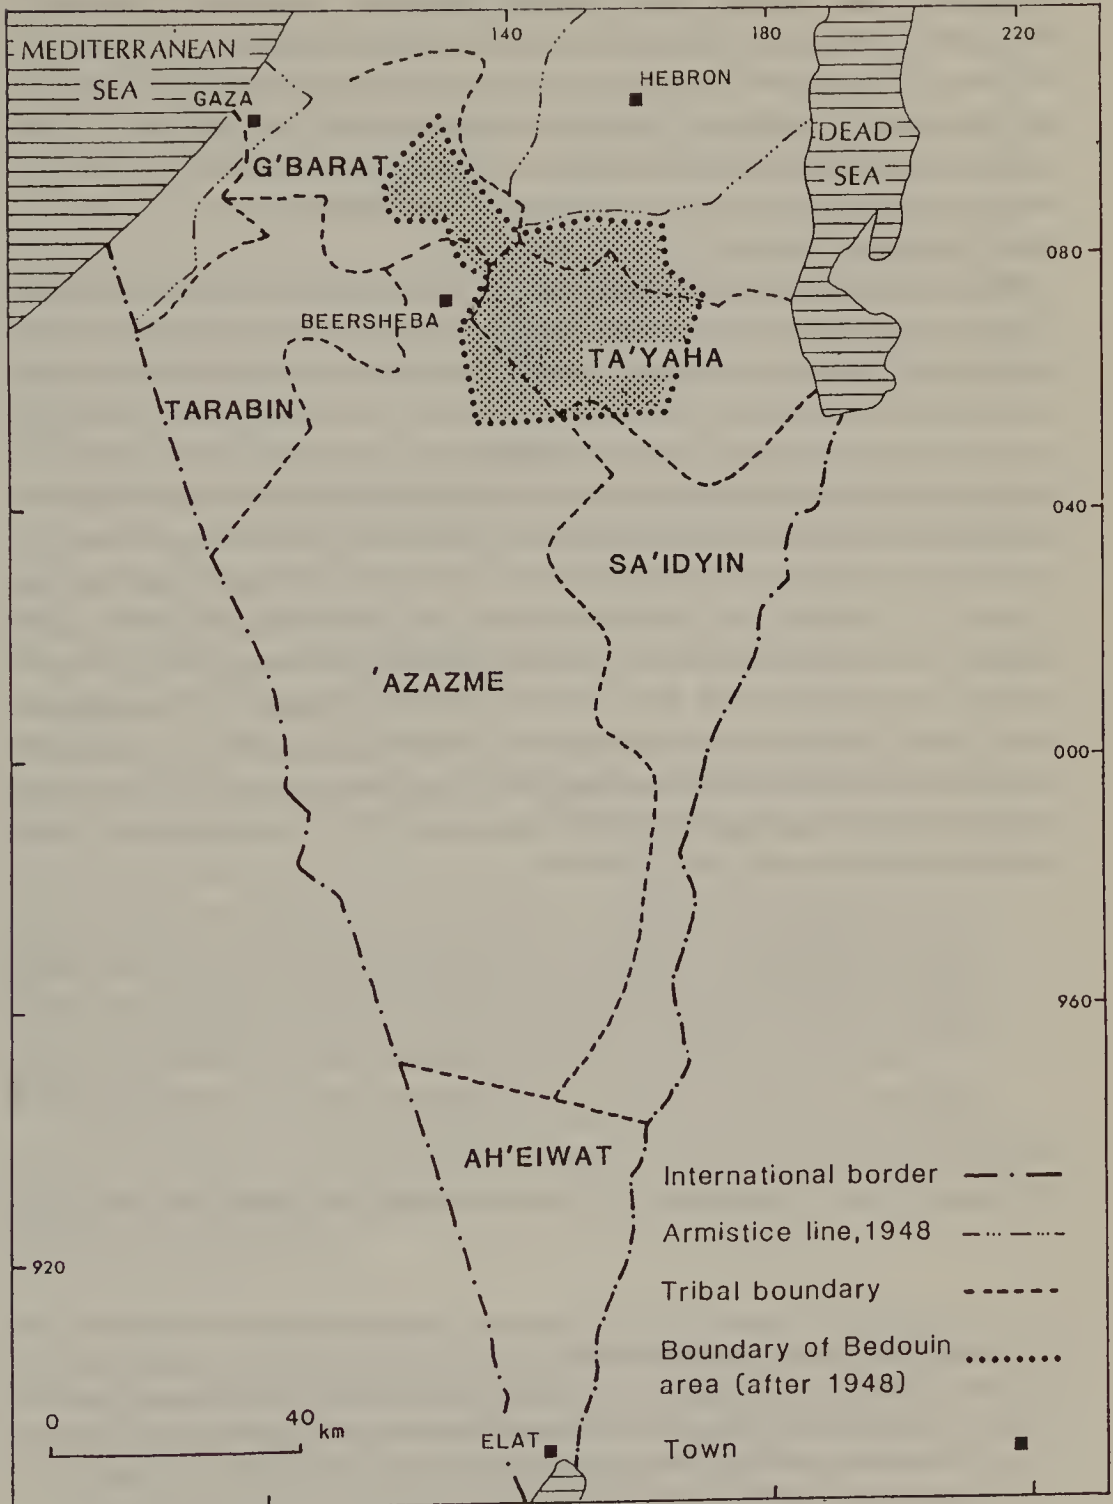 140
180
220
MEDITERRANEAN
SEA
GAZA
HEBRON
DEAD
SEA
G'BARAT
080
BEERSHEBA
TA'YAHA
TARABIN
040
SA'IDYIN
'AZAZME
000
960
AH'EIWAT
International border
Armistice line, 1948
920
Tribal boundary
Boundary of Bedouin
area (after 1948)
0
40 km
ELAT
Town